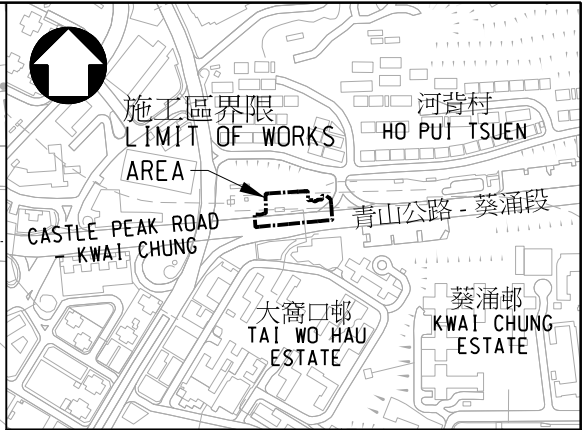 施工區界限
LIMIT OF WORKS
AREA
河背村
HO PUI TSUEN
CASTLE PEAK ROAD
- KWAI CHUNG
青山公路 - 葵涌段
大窩口邨
TAI WO HAU
ESTATE
葵涌邨
KWAI CHUNG
ESTATE